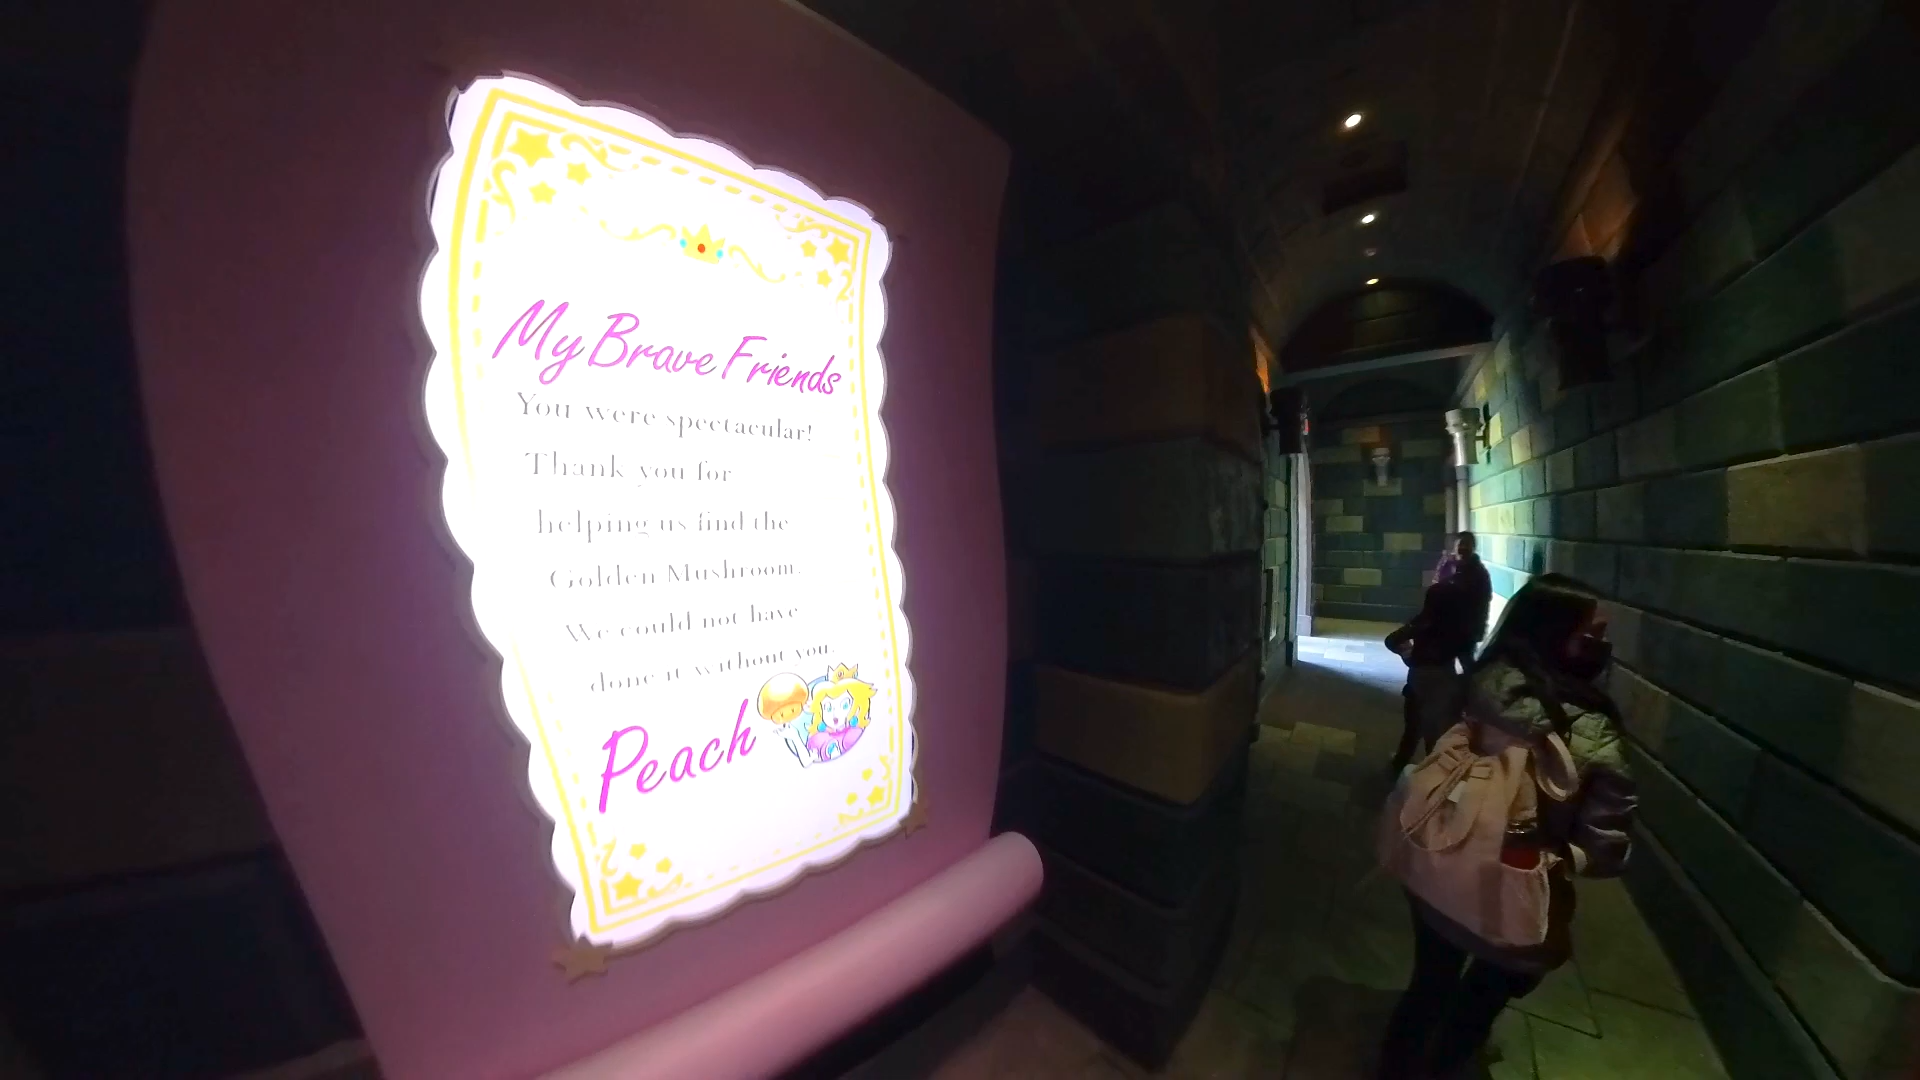 My Brave Friends
You were spectacular!
Thank you for
helping us find the
Golden Mushroom.
We could not have
done it without you.
Peach